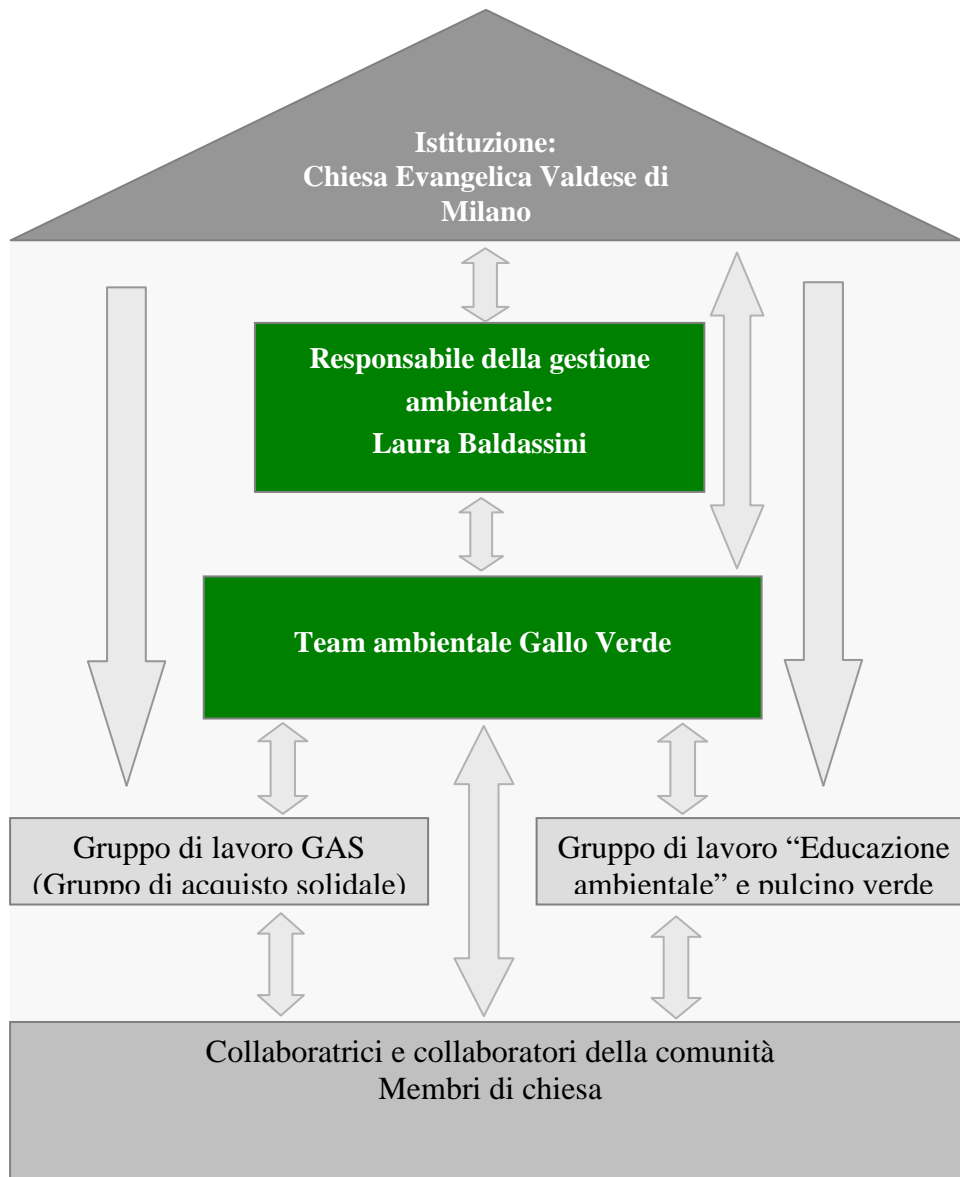 Istituzione:
Chiesa Evangelica Valdese di
Milano
Responsabile della gestione
ambientale:
Laura Baldassini
Team ambientale Gallo Verde
Gruppo di lavoro GAS
(Gruppo di acquisto solidale)
Gruppo di lavoro “Educazione
ambientale” e pulcino verde
Collaboratrici e collaboratori della comunità
Membri di chiesa